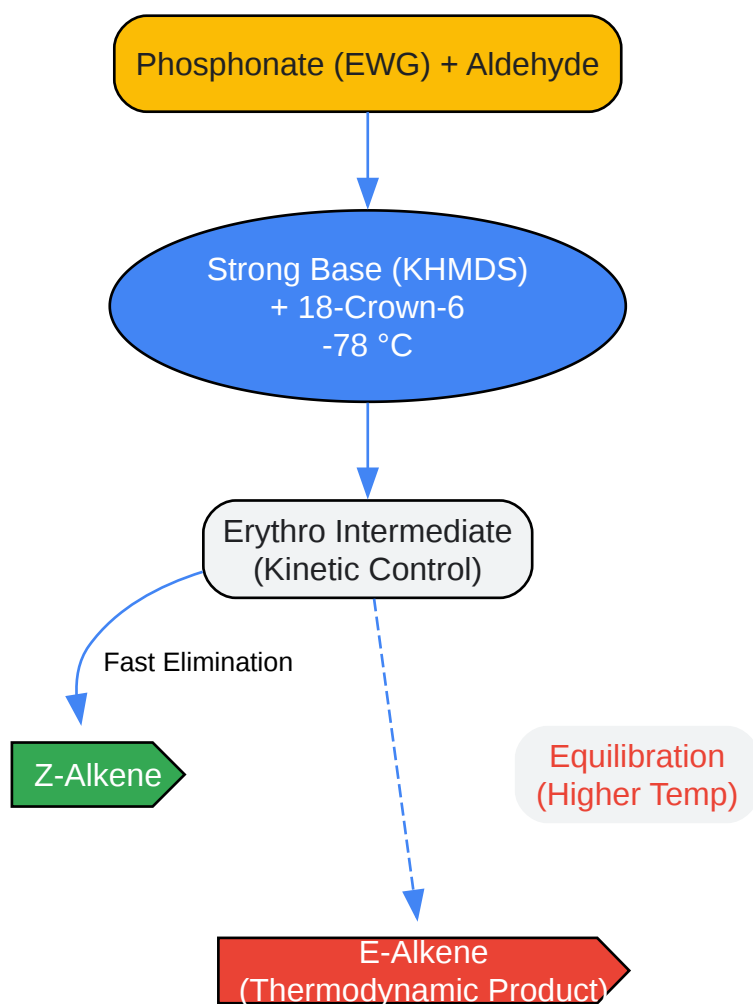 Phosphonate (EWG) + Aldehyde
Strong Base (KHMDS)
+ 18-Crown-6
-78 °C
Erythro Intermediate
(Kinetic Control)
Fast Elimination
Z-Alkene
Equilibration
(Higher Temp)
E-Alkene
(Thermodynamic Product)